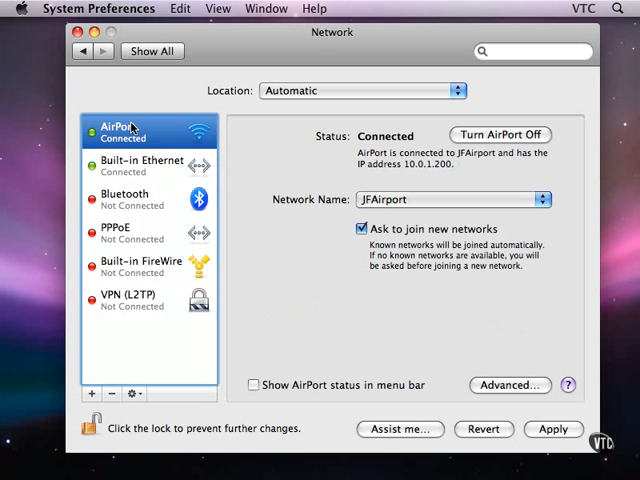 System Preferences Edit View Window Help VTC
Network
Show All
Location: Automatic
AirPort
Connected
Built-in Ethernet
Connected
Bluetooth
Not Connected
PPPoE
Not Connected
Built-in FireWire
Not Connected
VPN (L2TP)
Not Connected
Status: Connected
Turn AirPort Off
AirPort is connected to JFAirport and has the
IP address 10.0.1.200.
Network Name: JFAirport
Ask to join new networks
Known networks will be joined automatically.
If no known networks are available, you will
be asked before joining a new network.
Show AirPort status in menu bar
Advanced...
?
Click the lock to prevent further changes.
Assist me...
Revert
Apply
VTC